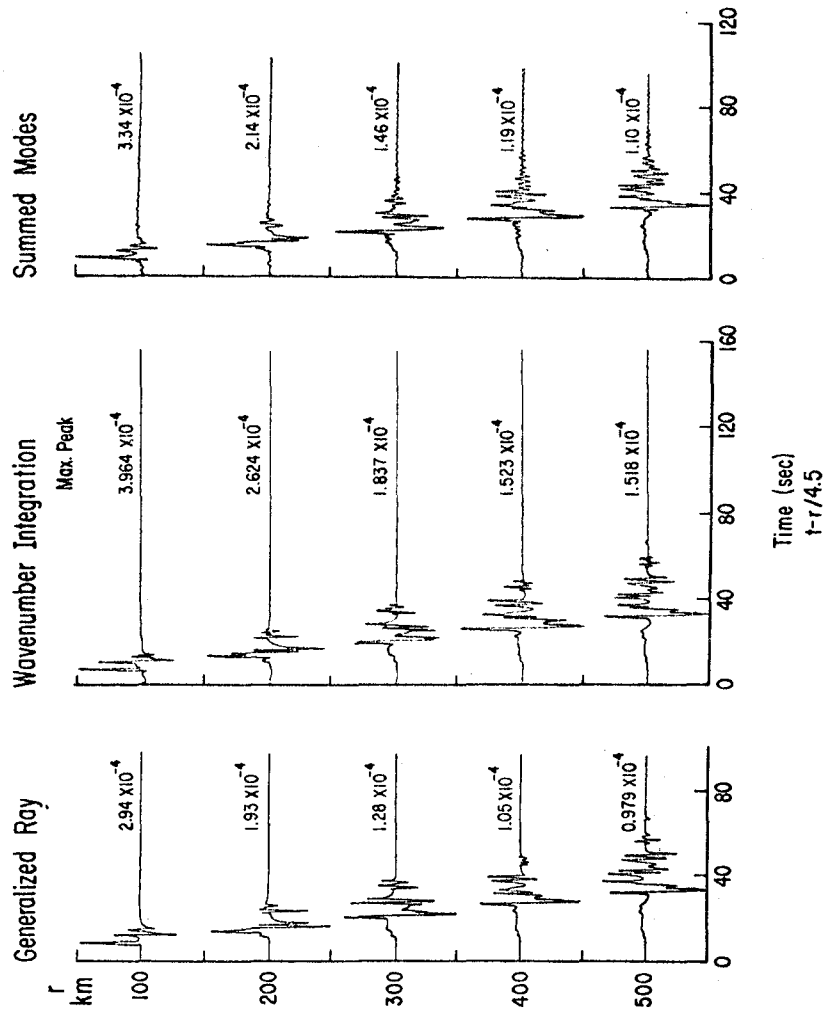 Generalized Ray
Wavenumber Integration
Summed Modes
Max. Peak
r
km
100
2.94 X10⁻⁴
3.964 X10⁻⁴
3.34 X10⁻⁴
200
1.93 X10⁻⁴
2.624 X10⁻⁴
2.14 X10⁻⁴
300
1.28 X10⁻⁴
1.837 X10⁻⁴
1.46 X10⁻⁴
400
1.05 X10⁻⁴
1.523 X10⁻⁴
1.19 X10⁻⁴
500
0.979 X10⁻⁴
1.518 X10⁻⁴
1.10 X10⁻⁴
0 40 80
0 40 80 120 160
0 40 80 120
Time (sec)
t-r/4.5